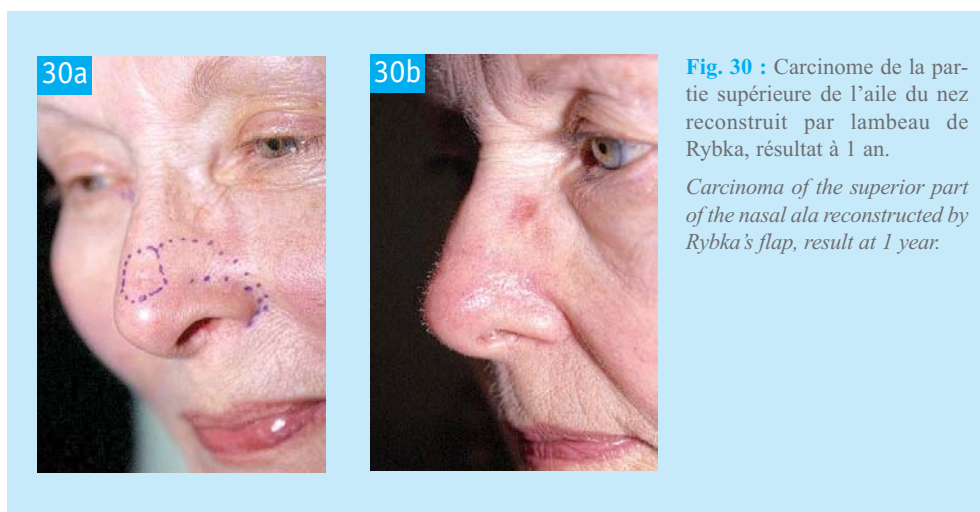 30a
30b
Fig. 30 : Carcinome de la par-
tie supérieure de l’aile du nez
reconstruit par lambeau de
Rybka, résultat à 1 an.
Carcinoma of the superior part
of the nasal ala reconstructed by
Rybka’s flap, result at 1 year.